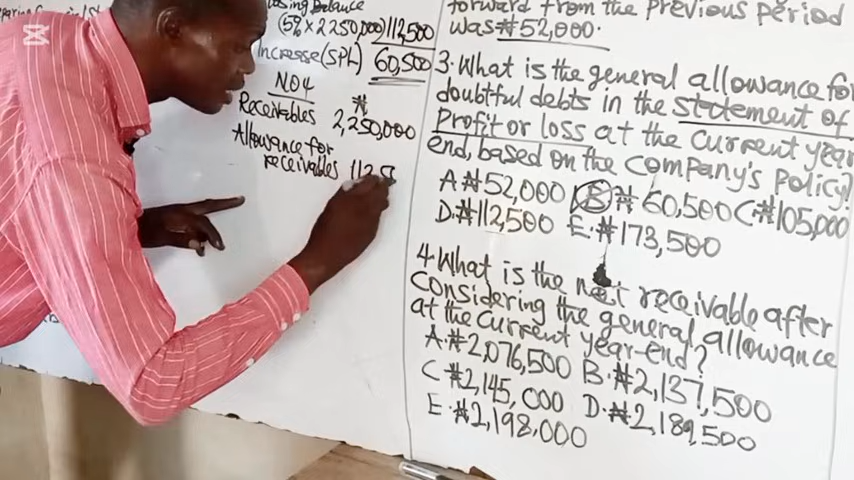 Balance
(5% x 2250,000) 112,500
Increase (SPL) 60,500
NO4
₦
Receivables 2,250,000
Allowance for
receivables 112,5
forward from the previous period
was ₦52,000.
3. What is the general allowance for
doubtful debts in the statement of
Profit or loss at the current year
end, based on the company's policy?
A ₦52,000 B ₦60,500 C. ₦105,000
D. ₦112,500 E. ₦173,500
4 What is the net receivable after
considering the general allowance
at the current year-end?
A. ₦2,076,500 B. ₦2,137,500
C ₦2,145,000 D. ₦2,189,500
E. ₦2,198,000